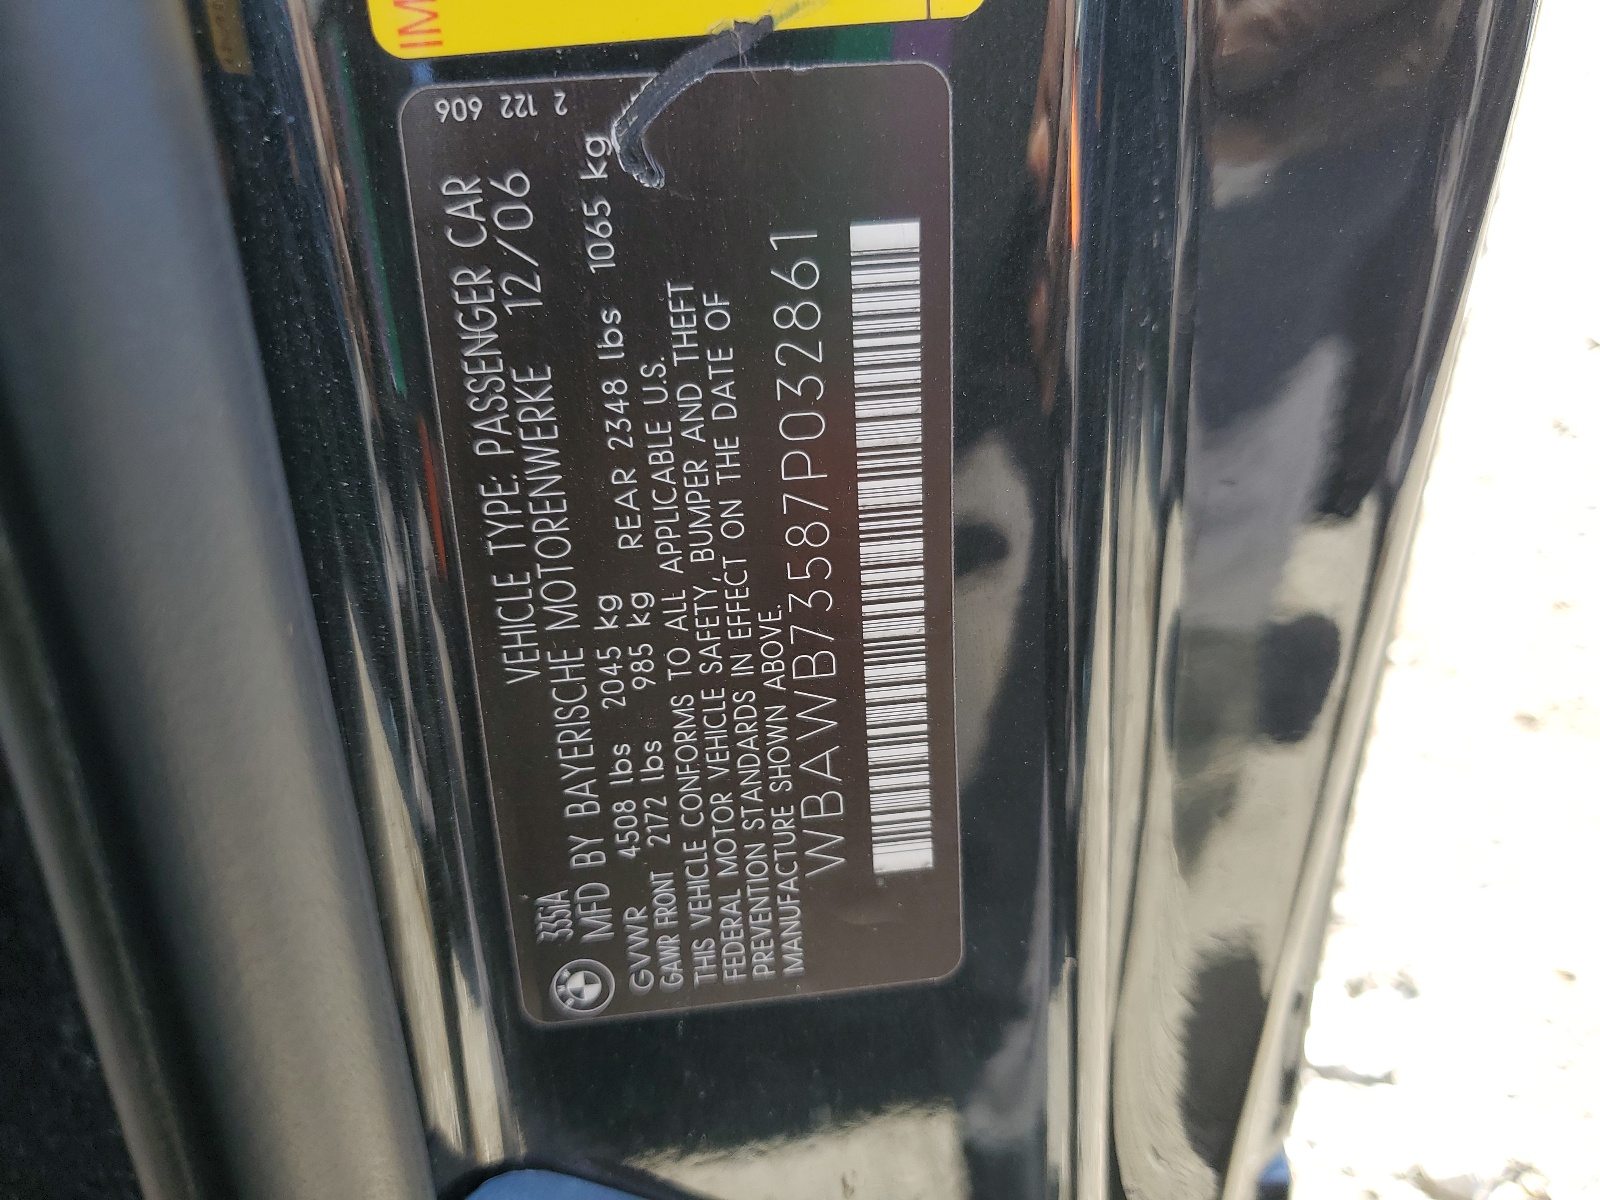 IM
2 122 606
335IA
VEHICLE TYPE: PASSENGER CAR
MFD BY BAYERISCHE MOTORENWERKE 12/06
GVWR 4508 lbs 2045 kg
GAWR FRONT 2172 lbs 985 kg REAR 2348 lbs 1065 kg
THIS VEHICLE CONFORMS TO ALL APPLICABLE U.S.
FEDERAL MOTOR VEHICLE SAFETY, BUMPER AND THEFT
PREVENTION STANDARDS IN EFFECT ON THE DATE OF
MANUFACTURE SHOWN ABOVE.
WBAWB73587P032861